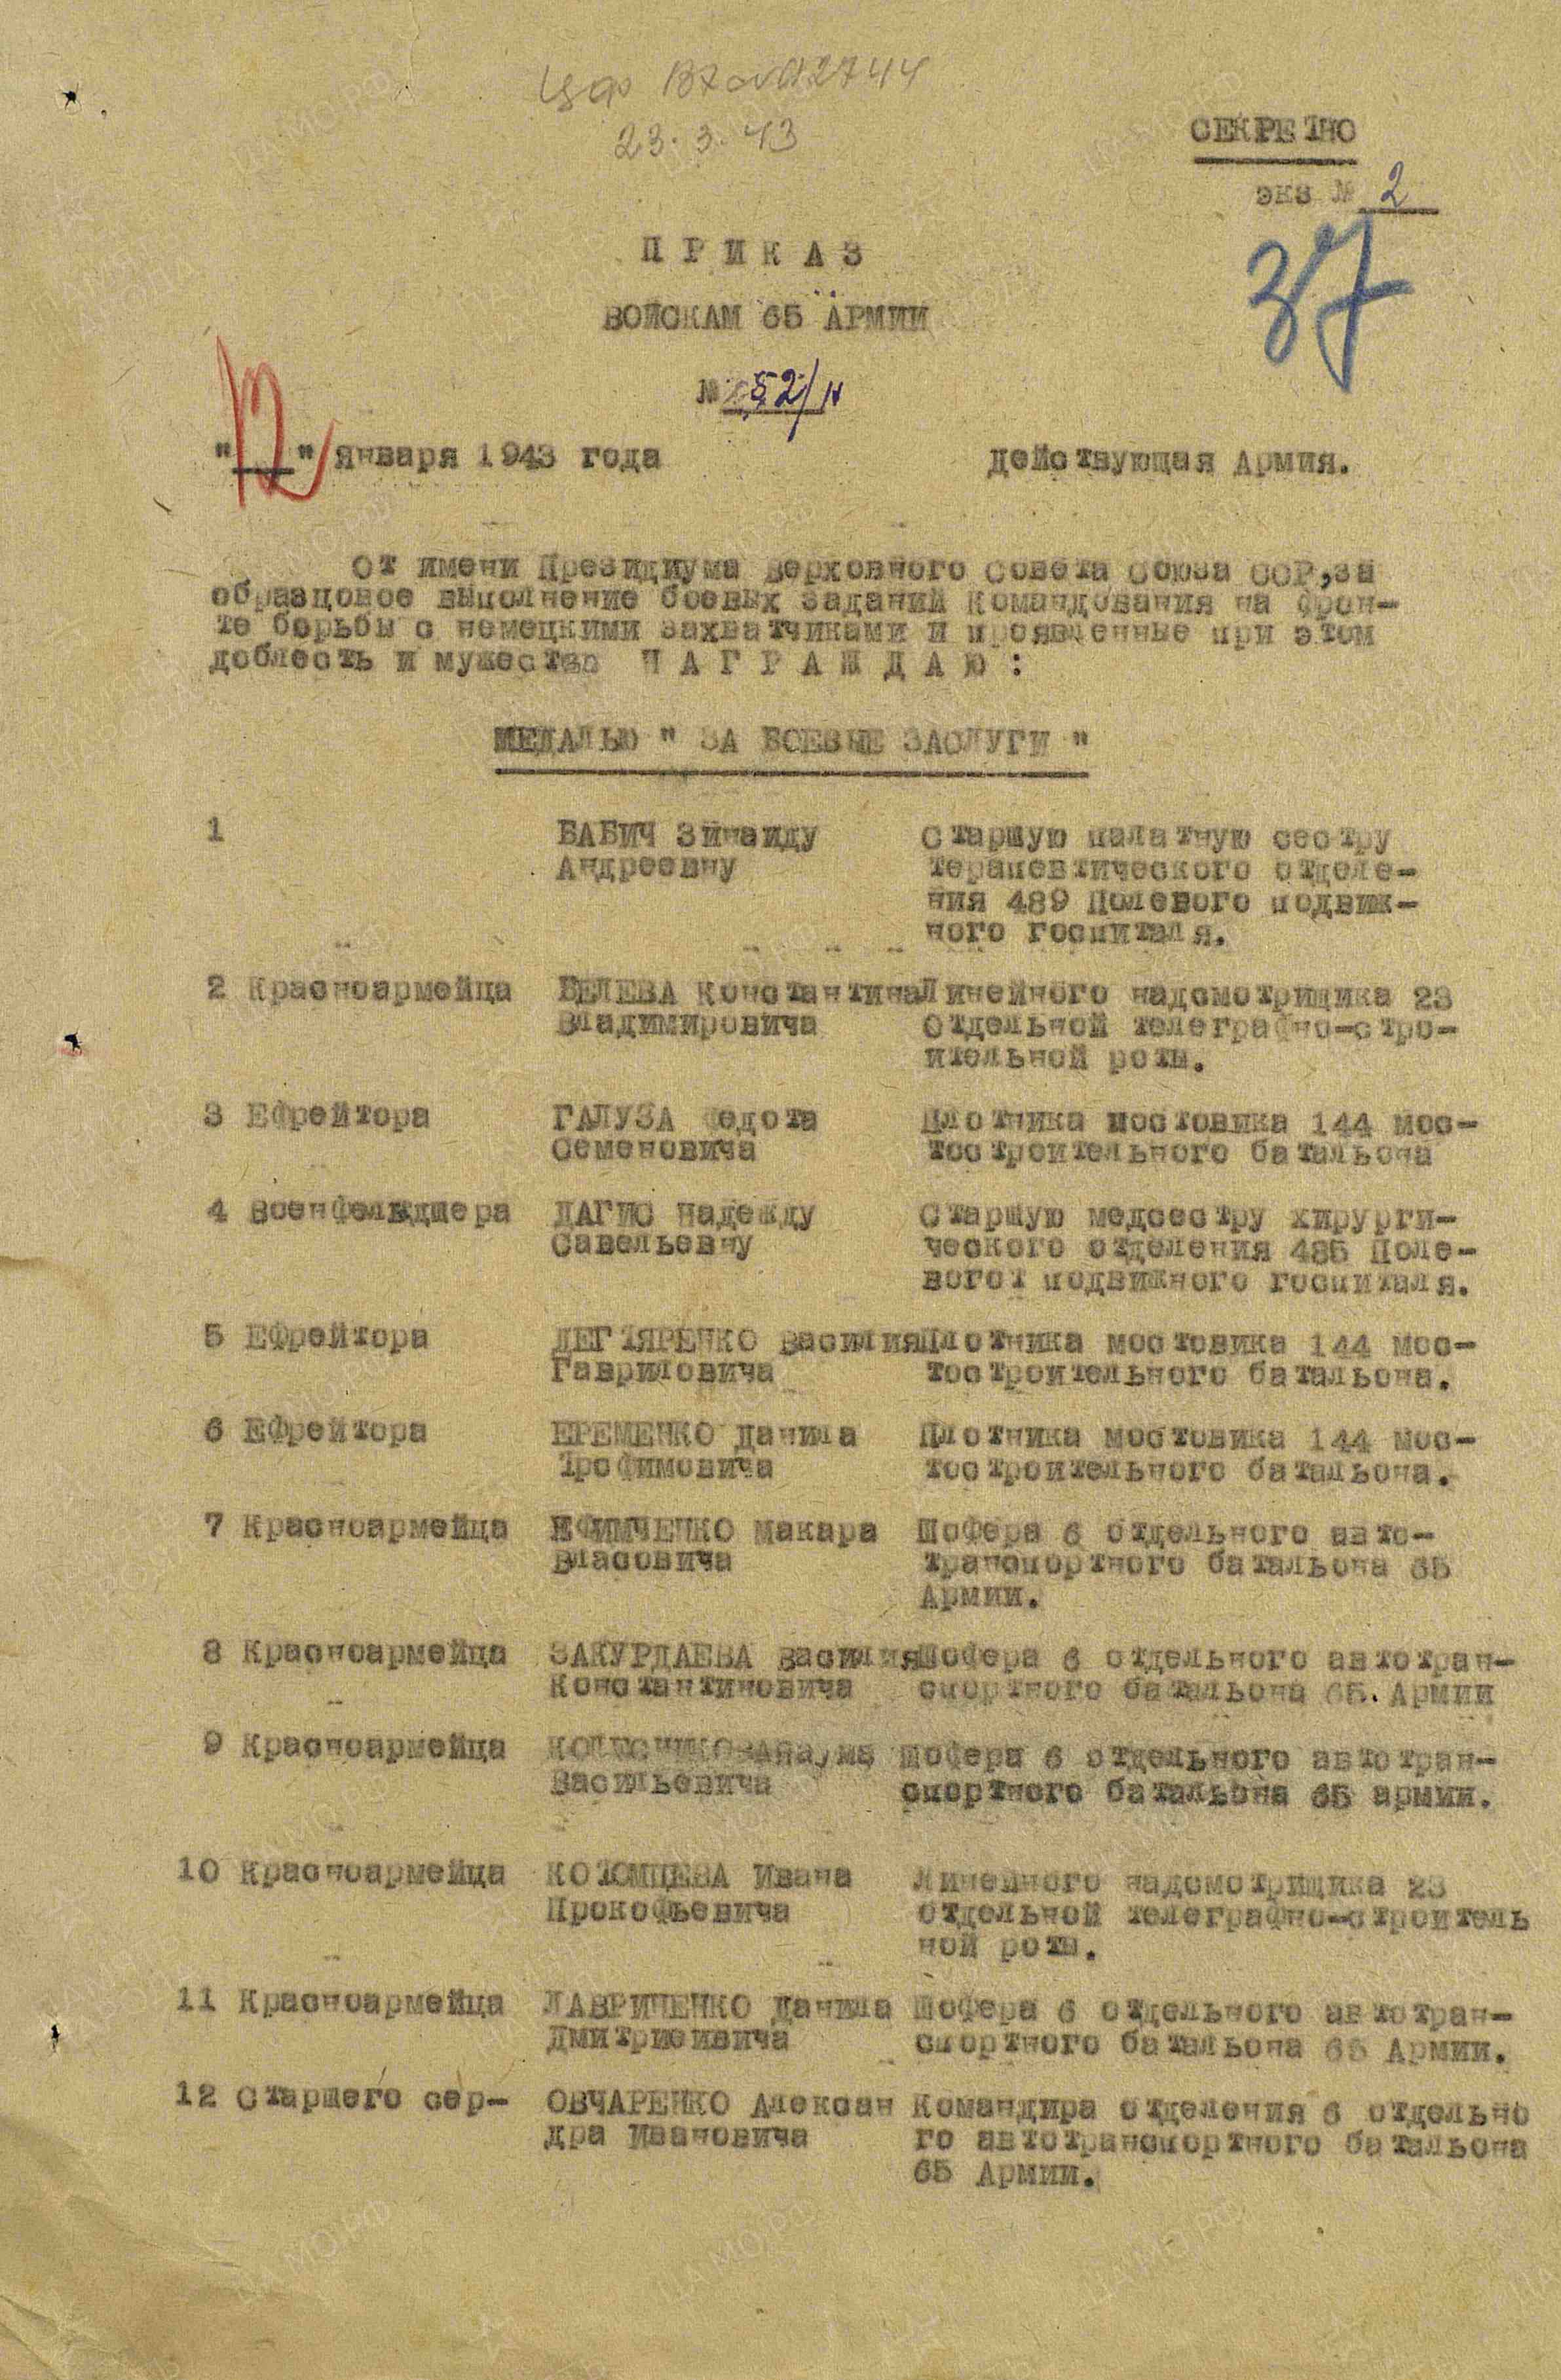 23.3.43
СЕКРЕТНО
экз № 2
37
ПРИКАЗ
ВОЙСКАМ 65 АРМИИ
№ 52/н
"12" января 1943 года Действующая Армия.
От имени Президиума Верховного Совета Союза ССР, за
образцовое выполнение боевых заданий Командования на фрон-
те борьбы с немецкими захватчиками и проявленные при этом
доблесть и мужество НАГРАЖДАЮ:
МЕДАЛЬЮ " ЗА БОЕВЫЕ ЗАСЛУГИ "
1 БАБИЧ Зинаиду Старшую палатную сестру
Андреевну терапевтического отделе-
ния 489 Полевого подвиж-
ного госпиталя.
2 Красноармейца БЕЛЕВА Константина Линейного надсмотрщика 23
Владимировича Отдельной телеграфно-стро-
ительной роты.
3 Ефрейтора ГАЛУЗА Федота Плотника мостовика 144 мос-
Семеновича тостроительного батальона
4 Военфельдшера ДАГИС Надежду Старшую медсестру хирурги-
Савельевну ческого отделения 485 Поле-
вого подвижного госпиталя.
5 Ефрейтора ДЕГТЯРЕНКО Василия Плотника мостовика 144 мос-
Гавриловича тостроительного батальона.
6 Ефрейтора ЕРЕМЕНКО Данила Плотника мостовика 144 мос-
Трофимовича тостроительного батальона.
7 Красноармейца ЕФИМЧЕНКО Макара Шофера 6 отдельного авто-
Власовича транспортного батальона 65
Армии.
8 Красноармейца ЗАКУРДАЕВА Василия Шофера 6 отдельного автотран-
Константиновича спортного батальона 65. Армии
9 Красноармейца КОЛЕСНИКОВА Наума Шофера 6 отдельного автотран-
Васильевича спортного батальона 65 армии.
10 Красноармейца КОТОМЦЕВА Ивана Линейного надсмотрщика 23
Прокофьевича отдельной телеграфно-строитель
ной роты.
11 Красноармейца ЛАВРИЧЕНКО Данила Шофера 6 отдельного автотран-
Дмитриеивича спортного батальона 65 Армии.
12 Старшего сер- ОВЧАРЕНКО Алексан Командира отделения 6 отдельно
дра Ивановича го автотранспортного батальона
65 Армии.